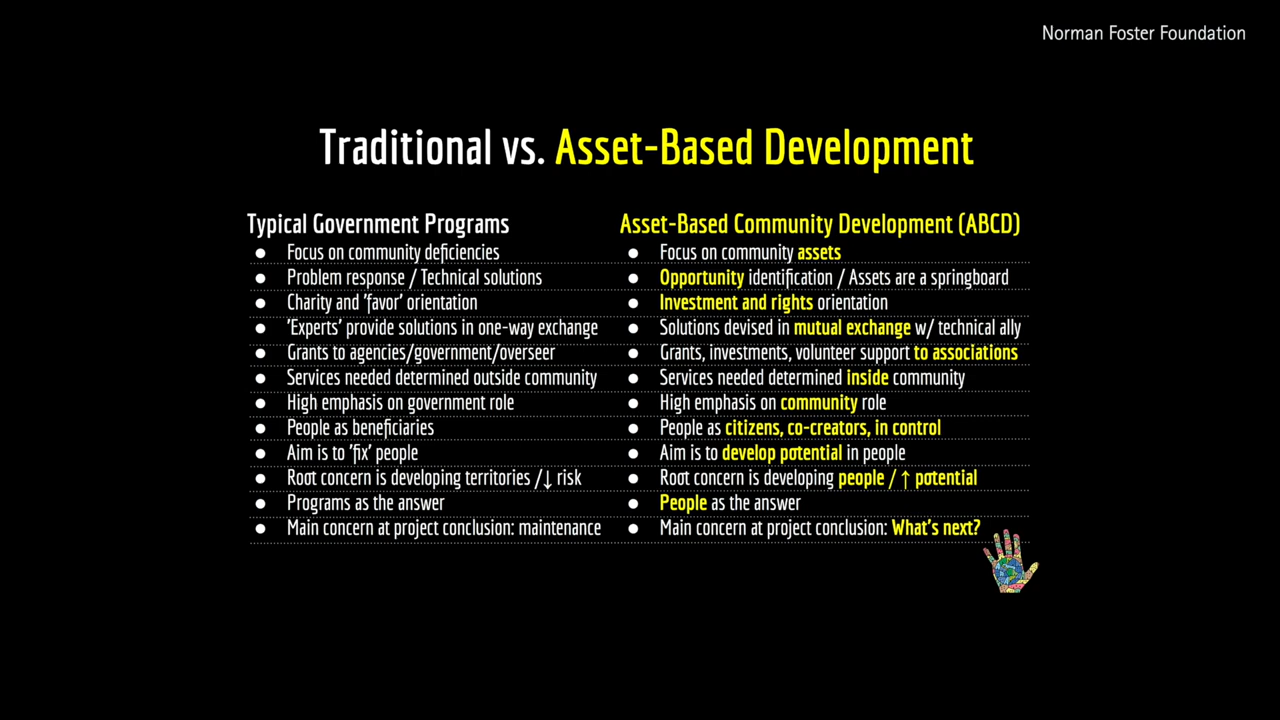 Norman Foster Foundation
Traditional vs. Asset-Based Development
Typical Government Programs
● Focus on community deficiencies
● Problem response / Technical solutions
● Charity and 'favor' orientation
● 'Experts' provide solutions in one-way exchange
● Grants to agencies/government/overseer
● Services needed determined outside community
● High emphasis on government role
● People as beneficiaries
● Aim is to 'fix' people
● Root concern is developing territories /↓ risk
● Programs as the answer
● Main concern at project conclusion: maintenance
Asset-Based Community Development (ABCD)
● Focus on community assets
● Opportunity identification / Assets are a springboard
● Investment and rights orientation
● Solutions devised in mutual exchange w/ technical ally
● Grants, investments, volunteer support to associations
● Services needed determined inside community
● High emphasis on community role
● People as citizens, co-creators, in control
● Aim is to develop potential in people
● Root concern is developing people / ↑ potential
● People as the answer
● Main concern at project conclusion: What's next?